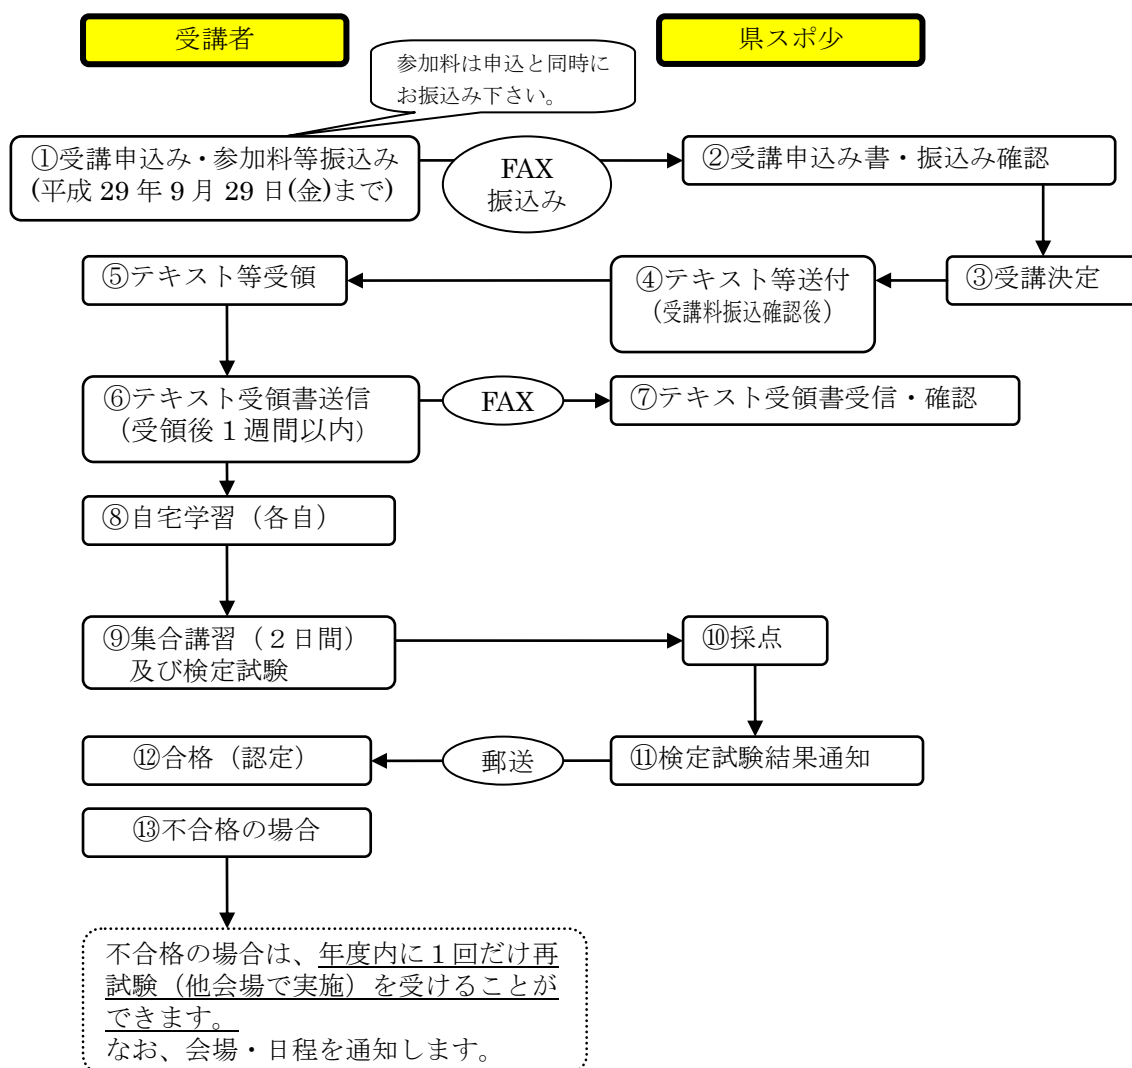 受講者
県スポ少
参加料は申込と同時に
お振込み下さい。
①受講申込み・参加料等振込み
(平成 29 年 9 月 29 日(金)まで)
FAX
振込み
②受講申込み書・振込み確認
③受講決定
④テキスト等送付
（受講料振込確認後）
⑤テキスト等受領
⑥テキスト受領書送信
（受領後１週間以内）
FAX
⑦テキスト受領書受信・確認
⑧自宅学習（各自）
⑨集合講習（２日間）
及び検定試験
⑩採点
⑪検定試験結果通知
郵送
⑫合格（認定）
⑬不合格の場合
不合格の場合は、年度内に１回だけ再
試験（他会場で実施）を受けることが
できます。
なお、会場・日程を通知します。